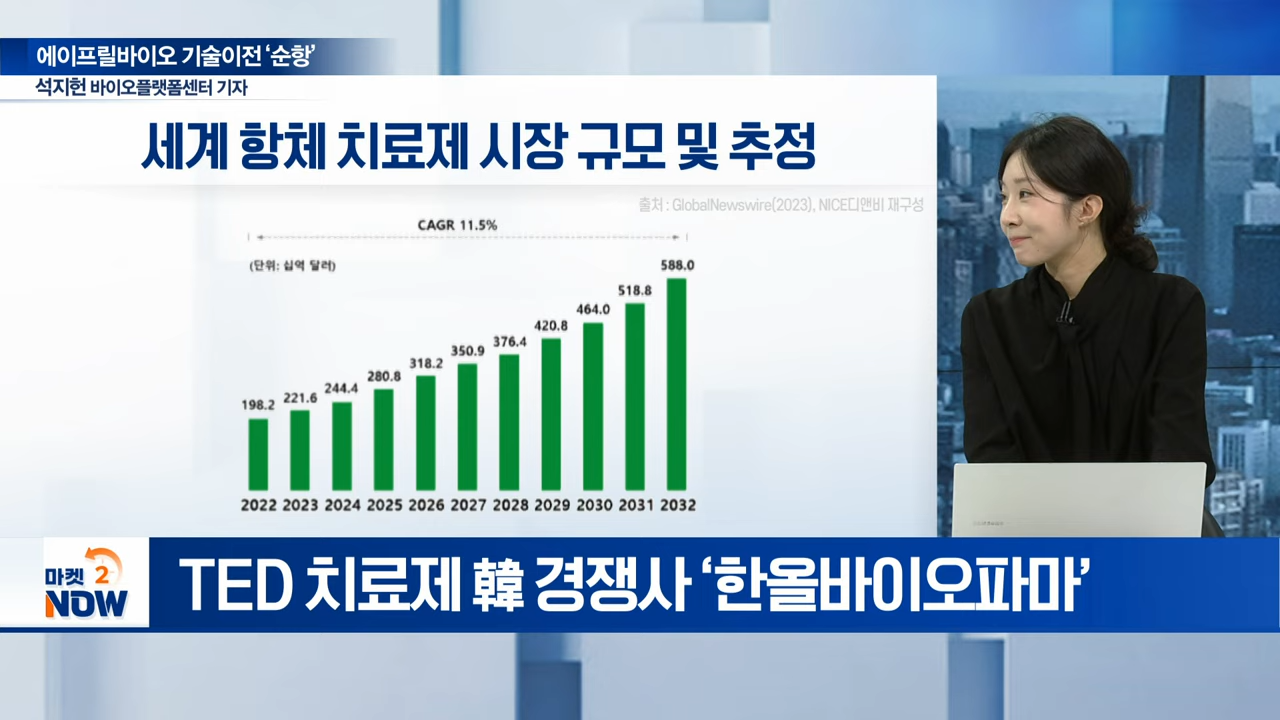 에이프릴바이오 기술이전 ‘순항’
석지헌 바이오플랫폼센터 기자
세계 항체 치료제 시장 규모 및 추정
출처 : GlobalNewswire(2023), NICE디앤비 재구성
CAGR 11.5%
(단위: 십억 달러)
198.2 221.6 244.4 280.8 318.2 350.9 376.4 420.8 464.0 518.8 588.0
2022 2023 2024 2025 2026 2027 2028 2029 2030 2031 2032
마켓 2
NOW
TED 치료제 韓 경쟁사 ‘한올바이오파마’